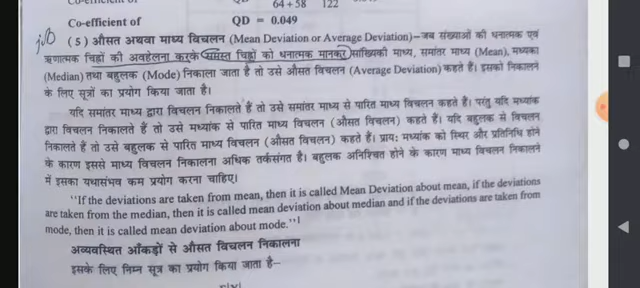 64+58 122
Co-efficient of QD = 0.049
(5) औसत अथवा माध्य विचलन (Mean Deviation or Average Deviation)–जब संख्याओं की धनात्मक एवं
ऋणात्मक चिह्नों की अवहेलना करके समस्त चिह्नों को धनात्मक मानकर सांख्यिकी माध्य, समांतर माध्य (Mean), मध्यका
(Median) तथा बहुलक (Mode) निकाला जाता है तो उसे औसत विचलन (Average Deviation) कहते हैं। इसको निकालने
के लिए सूत्रों का प्रयोग किया जाता है।
यदि समांतर माध्य द्वारा विचलन निकालते हैं तो उसे समांतर माध्य से पारित माध्य विचलन कहते हैं। परंतु यदि मध्यांक
द्वारा विचलन निकालते हैं तो उसे मध्यांक से पारित माध्य विचलन (औसत विचलन) कहते हैं। यदि बहुलक से विचलन
निकालते हैं तो उसे बहुलक से पारित माध्य विचलन (औसत विचलन) कहते हैं। प्राय: मध्यांक को स्थिर और प्रतिनिधि होने
के कारण इससे माध्य विचलन निकालना अधिक तर्कसंगत है। बहुलक अनिश्चित होने के कारण माध्य विचलन निकालने
में इसका यथासंभव कम प्रयोग करना चाहिए।
"If the deviations are taken from mean, then it is called Mean Deviation about mean, if the deviations
are taken from the median, then it is called mean deviation about median and if the deviations are taken from
mode, then it is called mean deviation about mode."1
अव्यवस्थित आँकड़ों से औसत विचलन निकालना
इसके लिए निम्न सूत्र का प्रयोग किया जाता है–